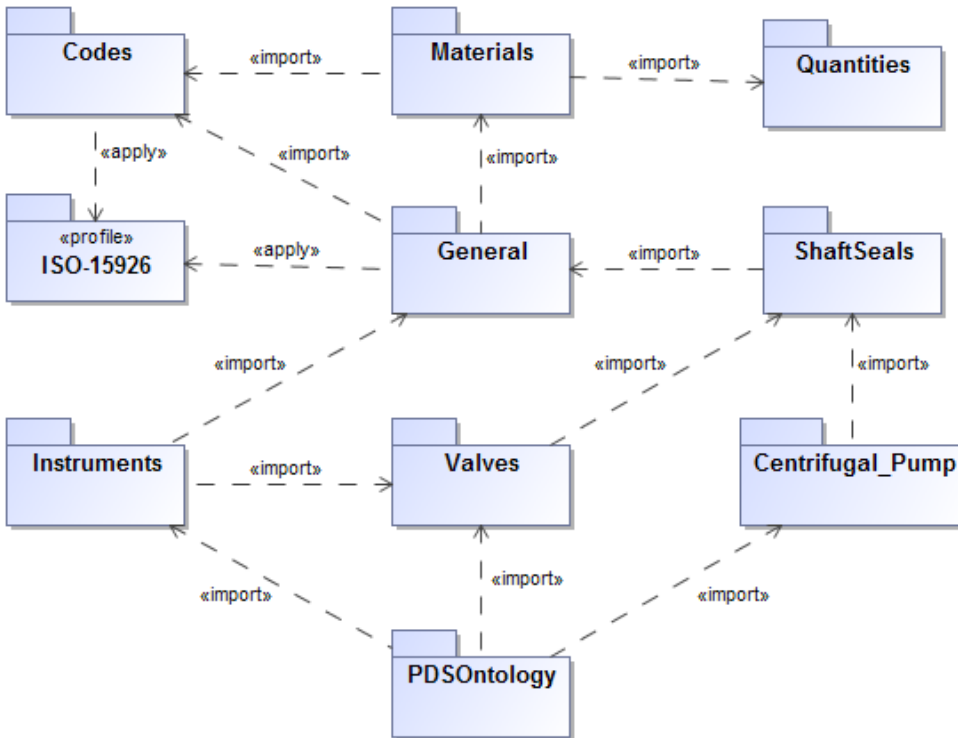 Codes
«import»
Materials
«import»
Quantities
«apply»
«import»
«import»
«profile»
ISO-15926
«apply»
General
«import»
ShaftSeals
«import»
«import»
«import»
Instruments
«import»
Valves
Centrifugal_Pump
«import»
«import»
«import»
PDSOntology